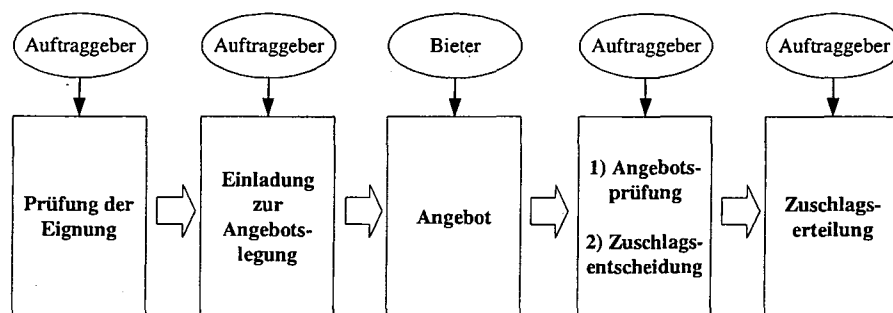 Auftraggeber
Auftraggeber
Bieter
Auftraggeber
Auftraggeber
Prüfung der
Eignung
Einladung
zur
Angebots-
legung
Angebot
1) Angebots-
prüfung
2) Zuschlags-
entscheidung
Zuschlags-
erteilung